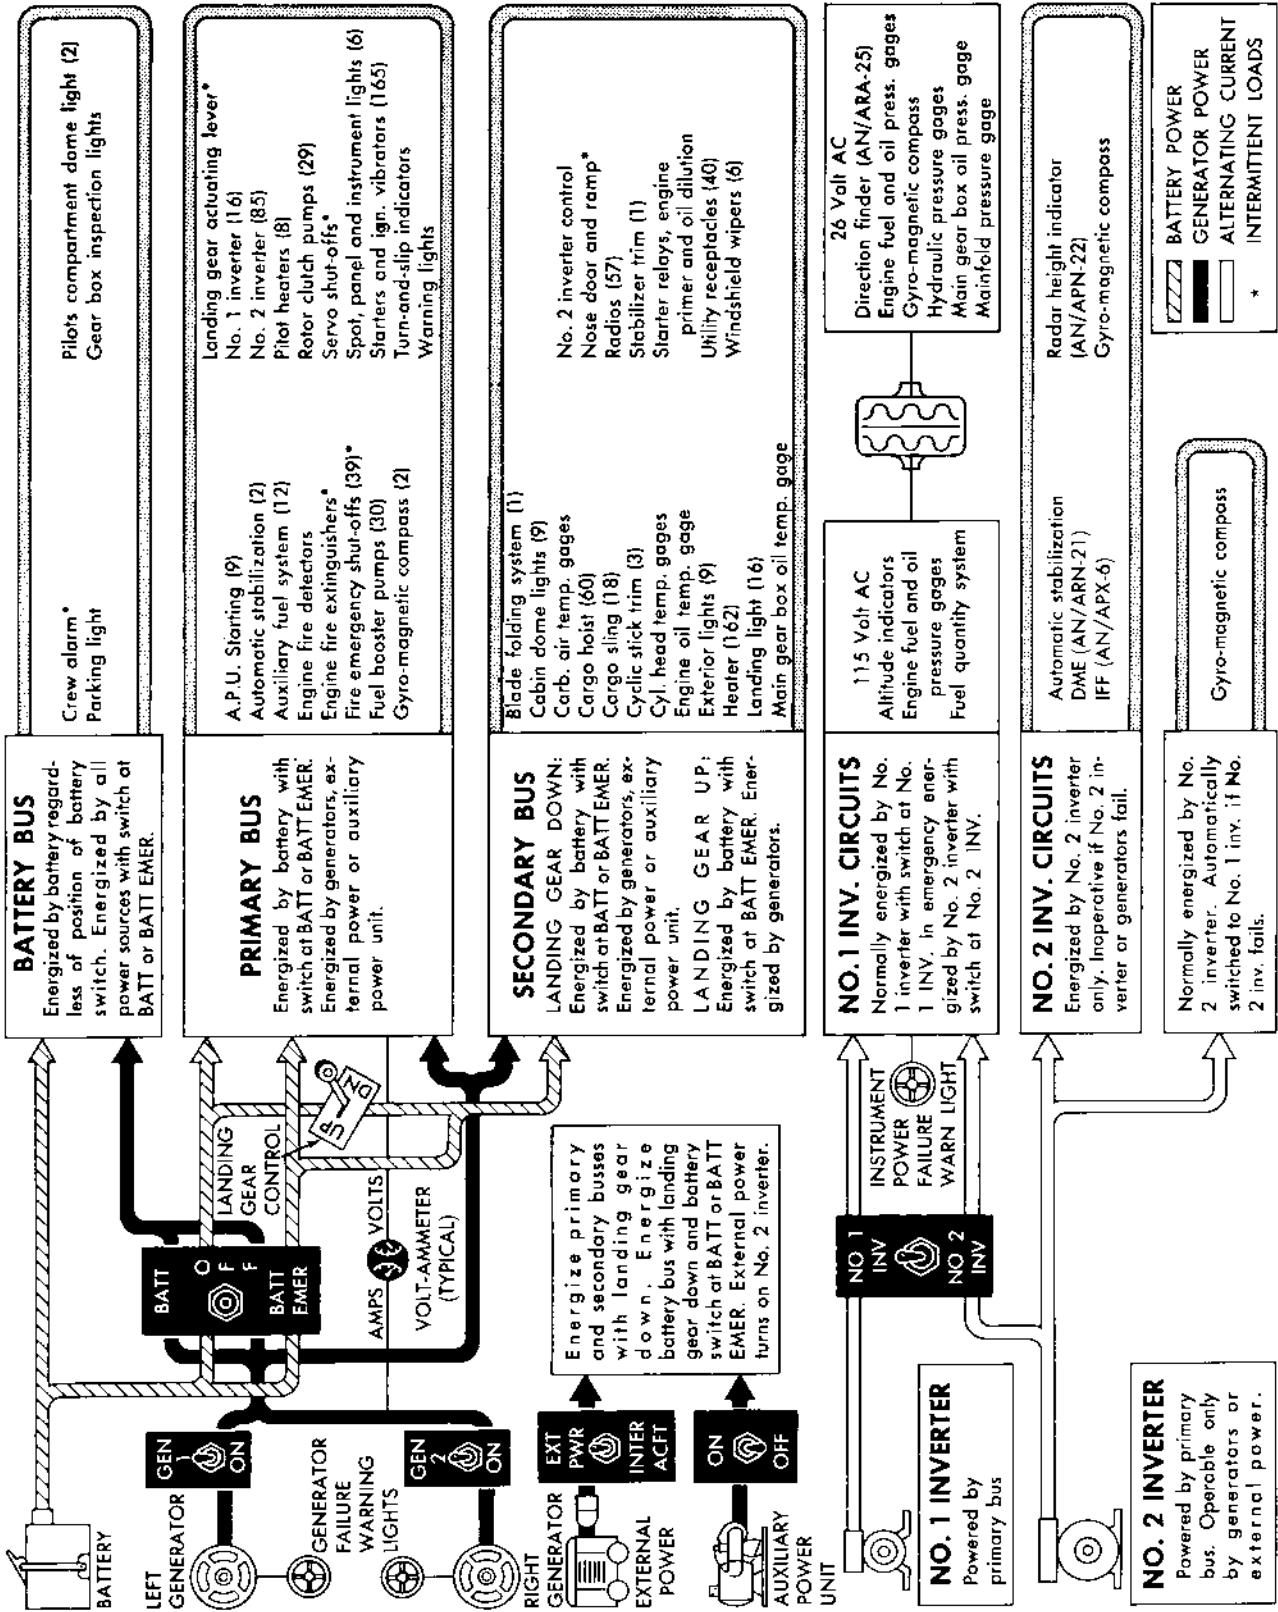 BATTERY
LEFT
GENERATOR
GEN
1
ON
GENERATOR
FAILURE
WARNING
LIGHTS
GEN
2
ON
RIGHT
GENERATOR
EXTERNAL
POWER
EXT
PWR
INTER
ACFT
AUXILIARY
POWER
UNIT
ON
OFF
BATT
OFF
BATT
EMER
LANDING
GEAR
CONTROL
UP
DN
AMPS
VOLTS
VOLT-AMMETER
(TYPICAL)
Energize primary
and secondary busses
with landing gear
down. Energize
battery bus with landing
gear down and battery
switch at BATT or BATT
EMER. External power
turns on No. 2 inverter.
BATTERY BUS
Energized by battery regard-
less of position of battery
switch. Energized by all
power sources with switch at
BATT or BATT EMER.
Crew alarm*
Parking light
Pilots compartment dome light (2)
Gear box inspection lights
PRIMARY BUS
Energized by battery with
switch at BATT or BATT EMER.
Energized by generators, ex-
ternal power or auxiliary
power unit.
A.P.U. Starting (9)
Automatic stabilization (2)
Auxiliary fuel system (12)
Engine fire detectors
Engine fire extinguishers*
Fire emergency shut-offs (39)*
Fuel booster pumps (30)
Gyro-magnetic compass (2)
Landing gear actuating lever*
No. 1 inverter (16)
No. 2 inverter (85)
Pilot heaters (8)
Rotor clutch pumps (29)
Servo shut-offs*
Spot, panel and instrument lights (6)
Starters and ign. vibrators (165)
Turn-and-slip indicators
Warning lights
SECONDARY BUS
LANDING GEAR DOWN:
Energized by battery with
switch at BATT or BATT EMER.
Energized by generators, ex-
ternal power or auxiliary
power unit.
LANDING GEAR UP:
Energized by battery with
switch at BATT EMER. Ener-
gized by generators.
Blade folding system (1)
Cabin dome lights (9)
Carb. air temp. gages
Cargo hoist (60)
Cargo sling (18)
Cyclic stick trim (3)
Cyl. head temp. gages
Engine oil temp. gage
Exterior lights (9)
Heater (162)
Landing light (16)
Main gear box oil temp. gage
No. 2 inverter control
Nose door and ramp*
Radios (57)
Stabilizer trim (1)
Starter relays, engine
primer and oil dilution
Utility receptacles (40)
Windshield wipers (6)
NO. 1 INVERTER
Powered by
primary bus
NO. 2 INVERTER
Powered by primary
bus. Operable only
by generators or
external power.
NO 1
INV
NO 2
INV
INSTRUMENT
POWER
FAILURE
WARN LIGHT
NO. 1 INV. CIRCUITS
Normally energized by No.
1 inverter with switch at No.
1 INV. in emergency ener-
gized by No. 2 inverter with
switch at No. 2 INV.
115 Volt AC
Altitude indicators
Engine fuel and oil
pressure gages
Fuel quantity system
26 Volt AC
Direction finder (AN/ARA-25)
Engine fuel and oil press. gages
Gyro-magnetic compass
Hydraulic pressure gages
Main gear box oil press. gage
Mainfold pressure gage
NO. 2 INV. CIRCUITS
Energized by No. 2 inverter
only. Inoperative if No. 2 in-
verter or generators fail.
Automatic stabilization
DME (AN/ARN-21)
IFF (AN/APX-6)
Radar height indicator
(AN/APN-22)
Gyro-magnetic compass
Normally energized by No.
2 inverter. Automatically
switched to No. 1 inv. if No.
2 inv. fails.
Gyro-magnetic compass
BATTERY POWER
GENERATOR POWER
ALTERNATING CURRENT
* INTERMITTENT LOADS